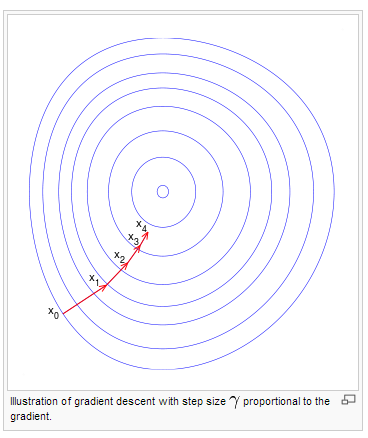 x4
x3
x2
x1
x0
Illustration of gradient descent with step size γ proportional to the
gradient.